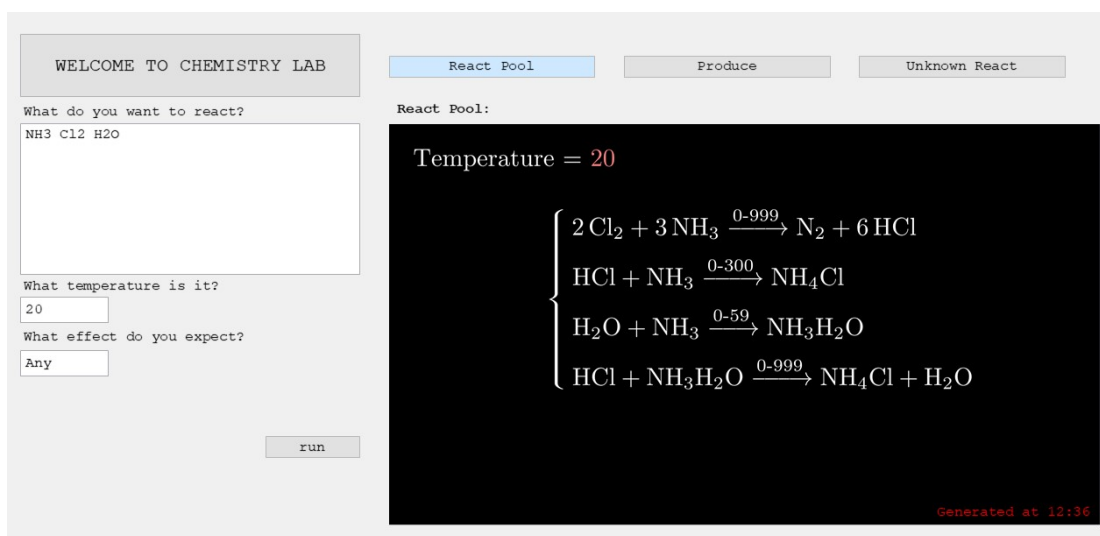 WELCOME TO CHEMISTRY LAB
What do you want to react?
NH3 Cl2 H2O
What temperature is it?
20
What effect do you expect?
Any
run
React Pool
Produce
Unknown React
React Pool:
Temperature = 20
2 Cl₂ + 3 NH₃ 0-999→ N₂ + 6 HCl
HCl + NH₃ 0-300→ NH₄Cl
H₂O + NH₃ 0-59→ NH₃H₂O
HCl + NH₃H₂O 0-999→ NH₄Cl + H₂O
Generated at 12:36